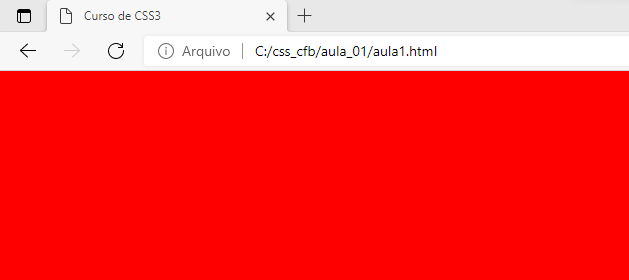 Curso de CSS3
Arquivo | C:/css_cfb/aula_01/aula1.html